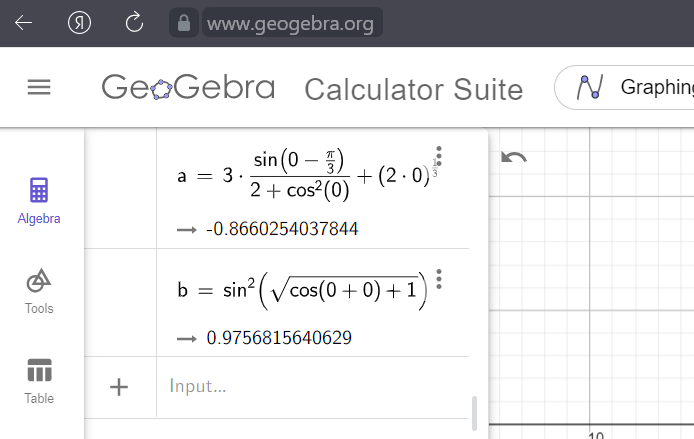 www.geogebra.org
GeoGebra Calculator Suite
Graphing
a = 3 · sin(0 − π/3) / (2 + cos²(0)) + (2 · 0)^(1/3)
→ -0.8660254037844
Algebra
b = sin²(√(cos(0 + 0) + 1))
→ 0.9756815640629
Tools
+ Input...
Table
10